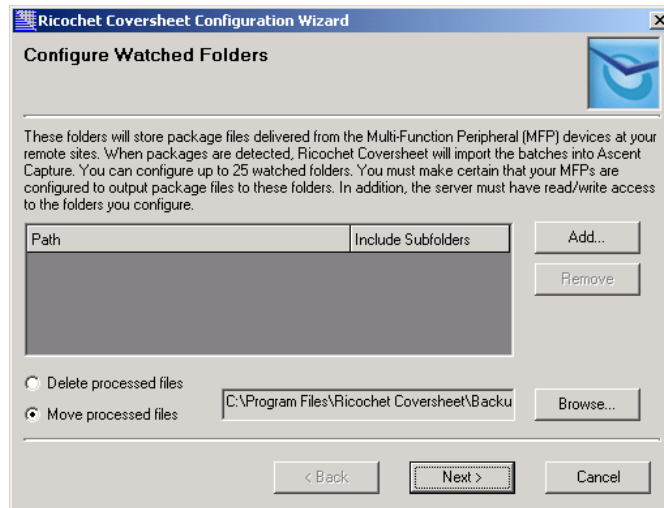 Ricochet Coversheet Configuration Wizard
Configure Watched Folders
These folders will store package files delivered from the Multi-Function Peripheral (MFP) devices at your
remote sites. When packages are detected, Ricochet Coversheet will import the batches into Ascent
Capture. You can configure up to 25 watched folders. You must make certain that your MFPs are
configured to output package files to these folders. In addition, the server must have read/write access
to the folders you configure.
Path Include Subfolders Add...
Remove
Delete processed files
Move processed files C:\Program Files\Ricochet Coversheet\Backu Browse...
< Back Next > Cancel